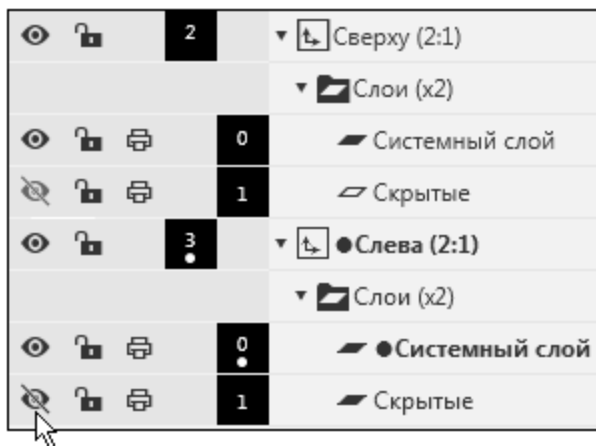 2 Сверху (2:1)
Слои (x2)
0 Системный слой
1 Скрытые
3 Слева (2:1)
Слои (x2)
0 Системный слой
1 Скрытые